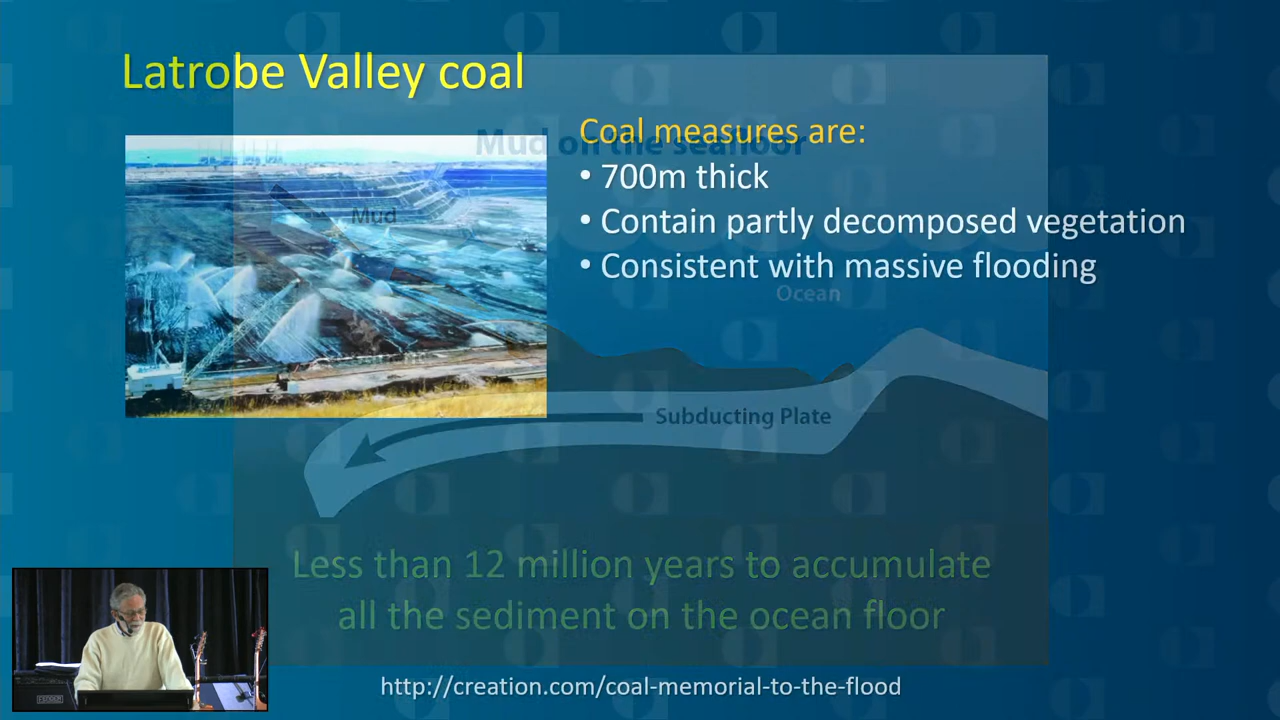 Latrobe Valley coal
Mud on the seafloor
Coal measures are:
• 700m thick
Mud
• Contain partly decomposed vegetation
• Consistent with massive flooding
Ocean
Subducting Plate
Less than 12 million years to accumulate
all the sediment on the ocean floor
http://creation.com/coal-memorial-to-the-flood